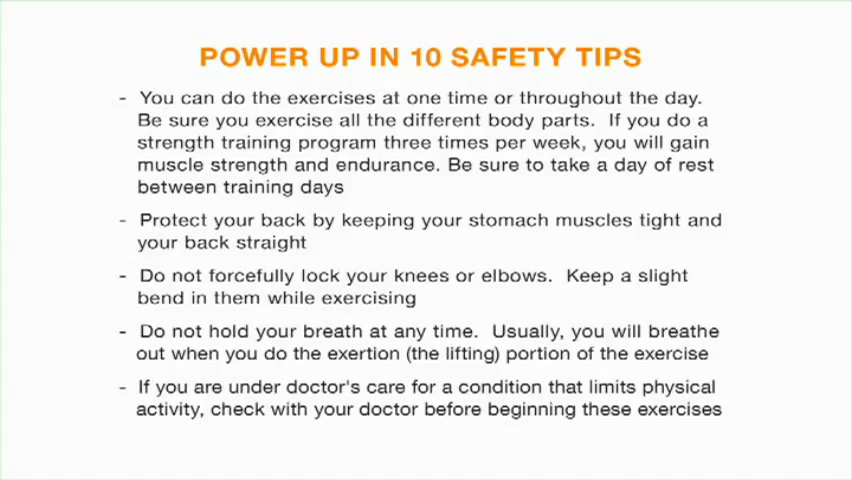 POWER UP IN 10 SAFETY TIPS
- You can do the exercises at one time or throughout the day.
Be sure you exercise all the different body parts. If you do a
strength training program three times per week, you will gain
muscle strength and endurance. Be sure to take a day of rest
between training days
- Protect your back by keeping your stomach muscles tight and
your back straight
- Do not forcefully lock your knees or elbows. Keep a slight
bend in them while exercising
- Do not hold your breath at any time. Usually, you will breathe
out when you do the exertion (the lifting) portion of the exercise
- If you are under doctor's care for a condition that limits physical
activity, check with your doctor before beginning these exercises